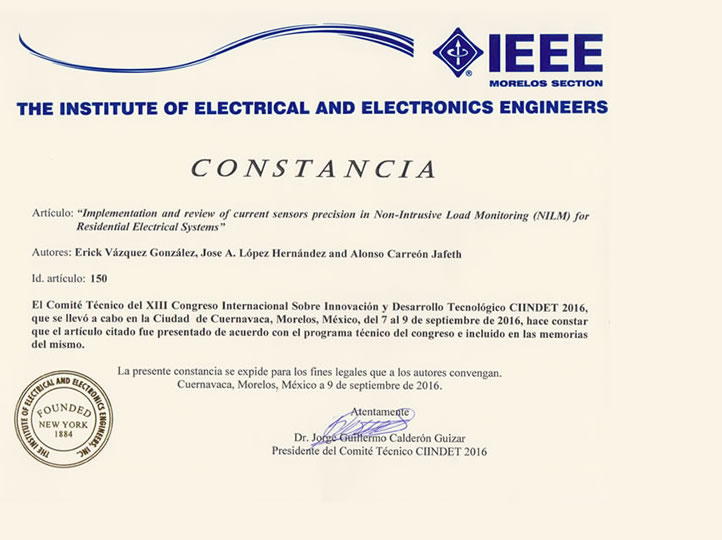 IEEE
®
MORELOS SECTION
THE INSTITUTE OF ELECTRICAL AND ELECTRONICS ENGINEERS
CONSTANCIA
Artículo: “Implementation and review of current sensors precision in Non-Intrusive Load Monitoring (NILM) for
Residential Electrical Systems”
Autores: Erick Vázquez González, Jose A. López Hernández and Alonso Carreón Jafeth
Id. artículo: 150
El Comité Técnico del XIII Congreso Internacional Sobre Innovación y Desarrollo Tecnológico CIINDET 2016,
que se llevó a cabo en la Ciudad de Cuernavaca, Morelos, México, del 7 al 9 de septiembre de 2016, hace constar
que el artículo citado fue presentado de acuerdo con el programa técnico del congreso e incluido en las memorias
del mismo.
La presente constancia se expide para los fines legales que a los autores convengan.
Cuernavaca, Morelos, México a 9 de septiembre de 2016.
THE INSTITUTE OF ELECTRICAL AND ELECTRONICS ENGINEERS, INC.
FOUNDED
NEW YORK
1884
Atentamente
Dr. Jorge Guillermo Calderón Guizar
Presidente del Comité Técnico CIINDET 2016